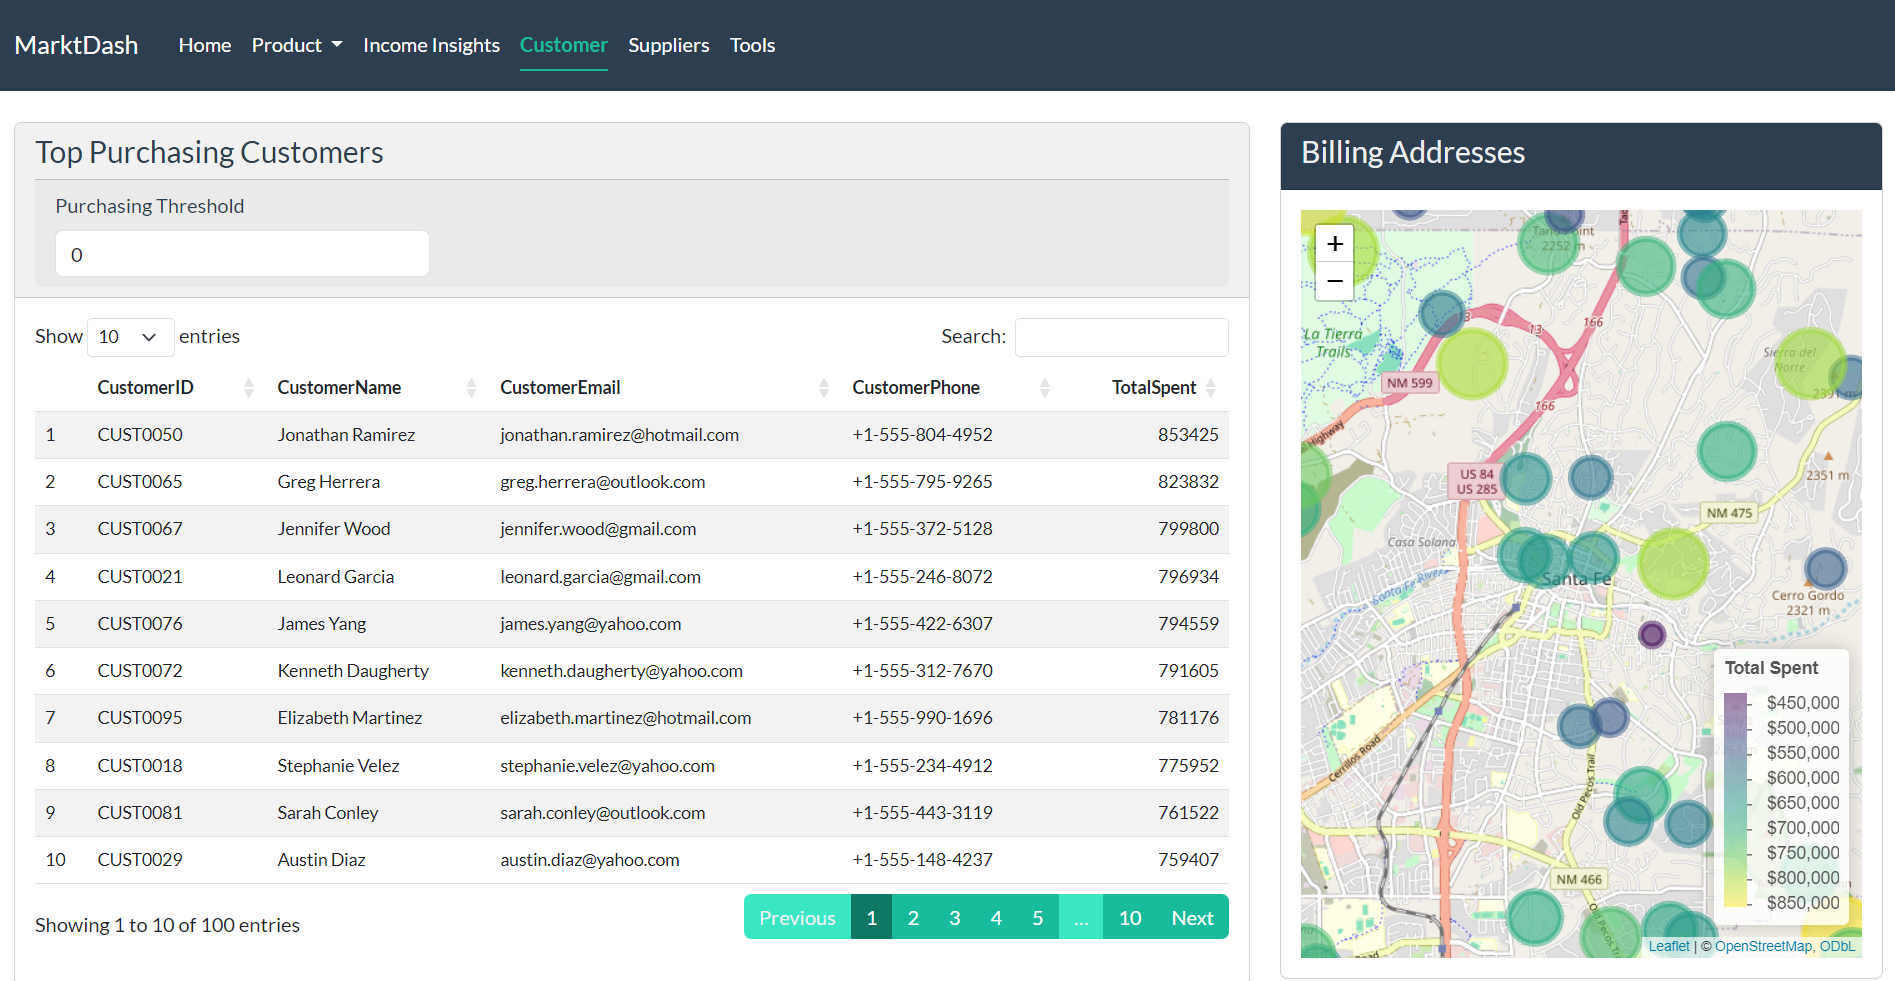 MarktDash Home Product Income Insights Customer Suppliers Tools
Top Purchasing Customers
Purchasing Threshold
0
Show 10 entries
Search:
CustomerID CustomerName CustomerEmail CustomerPhone TotalSpent
1 CUST0050 Jonathan Ramirez jonathan.ramirez@hotmail.com +1-555-804-4952 853425
2 CUST0065 Greg Herrera greg.herrera@outlook.com +1-555-795-9265 823832
3 CUST0067 Jennifer Wood jennifer.wood@gmail.com +1-555-372-5128 799800
4 CUST0021 Leonard Garcia leonard.garcia@gmail.com +1-555-246-8072 796934
5 CUST0076 James Yang james.yang@yahoo.com +1-555-422-6307 794559
6 CUST0072 Kenneth Daugherty kenneth.daugherty@yahoo.com +1-555-312-7670 791605
7 CUST0095 Elizabeth Martinez elizabeth.martinez@hotmail.com +1-555-990-1696 781176
8 CUST0018 Stephanie Velez stephanie.velez@yahoo.com +1-555-234-4912 775952
9 CUST0081 Sarah Conley sarah.conley@outlook.com +1-555-443-3119 761522
10 CUST0029 Austin Diaz austin.diaz@yahoo.com +1-555-148-4237 759407
Showing 1 to 10 of 100 entries
Previous 1 2 3 4 5 ... 10 Next
Billing Addresses
+
−
2252 m
La Tierra
Trails
13
13
166
166
NM 599
Sierra del
Norte
2391 m
Highway
US 84
US 285
2351 m
NM 475
Casa Solana
Santa Fe
Santa Fe River
Cerro Gordo
2321 m
Cerrillos Road
Old Pecos Trail
NM 466
Total Spent
$450,000
$500,000
$550,000
$600,000
$650,000
$700,000
$750,000
$800,000
$850,000
Leaflet | © OpenStreetMap, ODbL